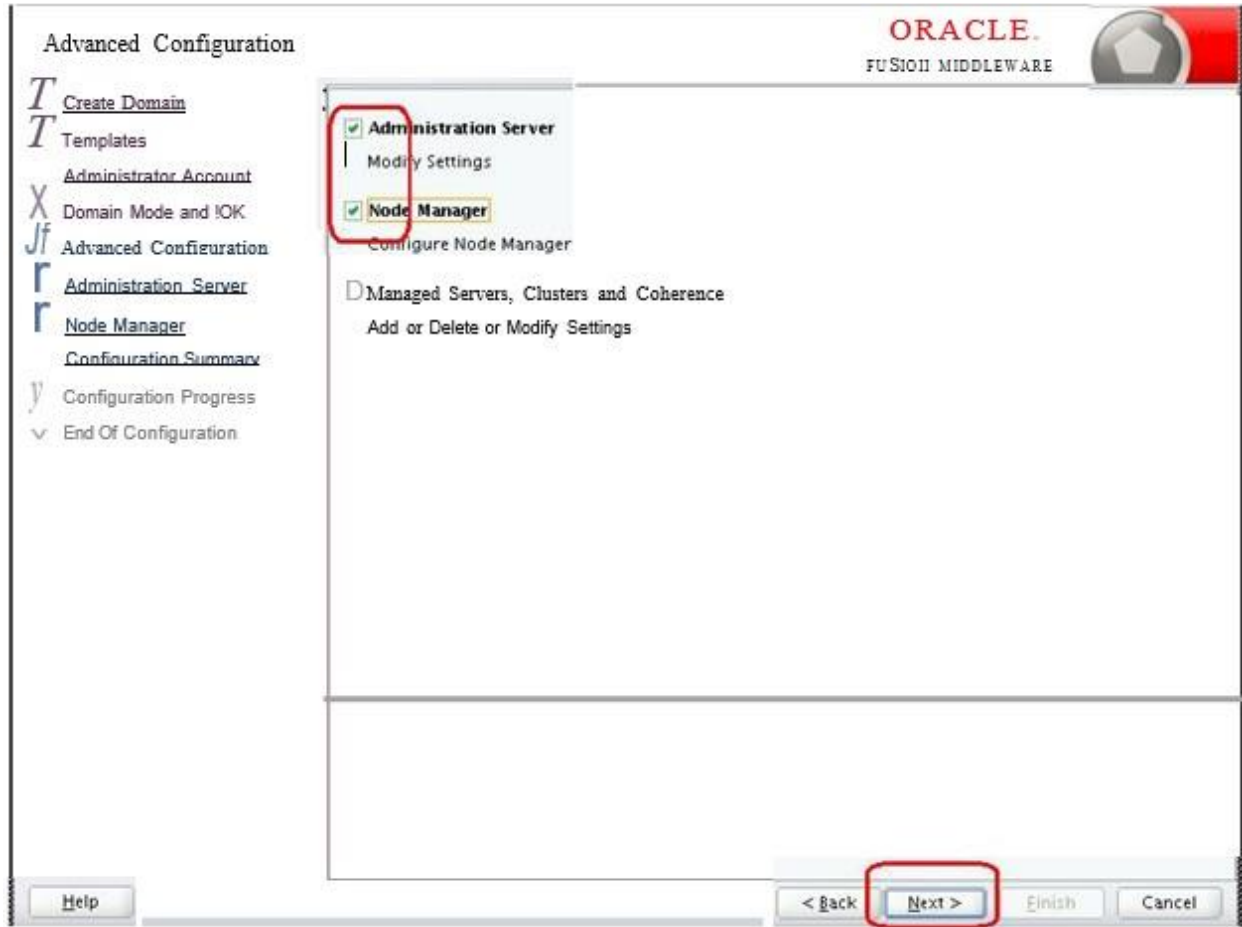 Advanced Configuration
ORACLE.
FUSIOII MIDDLEWARE
T Create Domain
T Templates
Administrator Account
X Domain Mode and !OK
Jf Advanced Configuration
r Administration Server
r Node Manager
Configuration Summary
y Configuration Progress
End Of Configuration
Administration Server
Modify Settings
Node Manager
Configure Node Manager
D Managed Servers, Clusters and Coherence
Add or Delete or Modify Settings
Help
< Back
Next >
Finish
Cancel